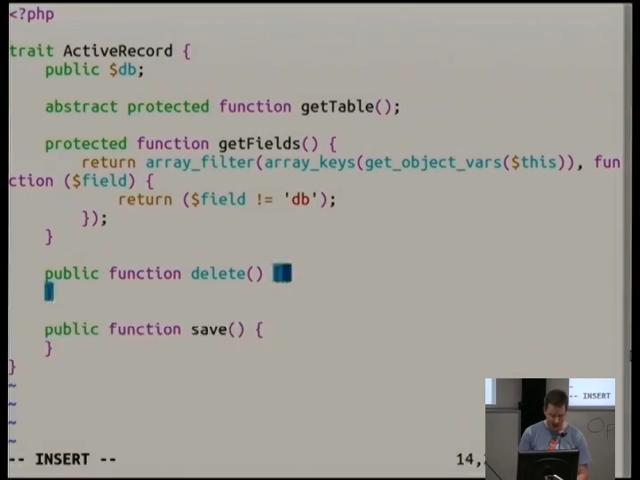 <?php
trait ActiveRecord {
public $db;
abstract protected function getTable();
protected function getFields() {
return array_filter(array_keys(get_object_vars($this)), fun
ction ($field) {
return ($field != 'db');
});
}
public function delete() {
}
public function save() {
}
}
~
~
~
~
-- INSERT --
14,
-- INSERT